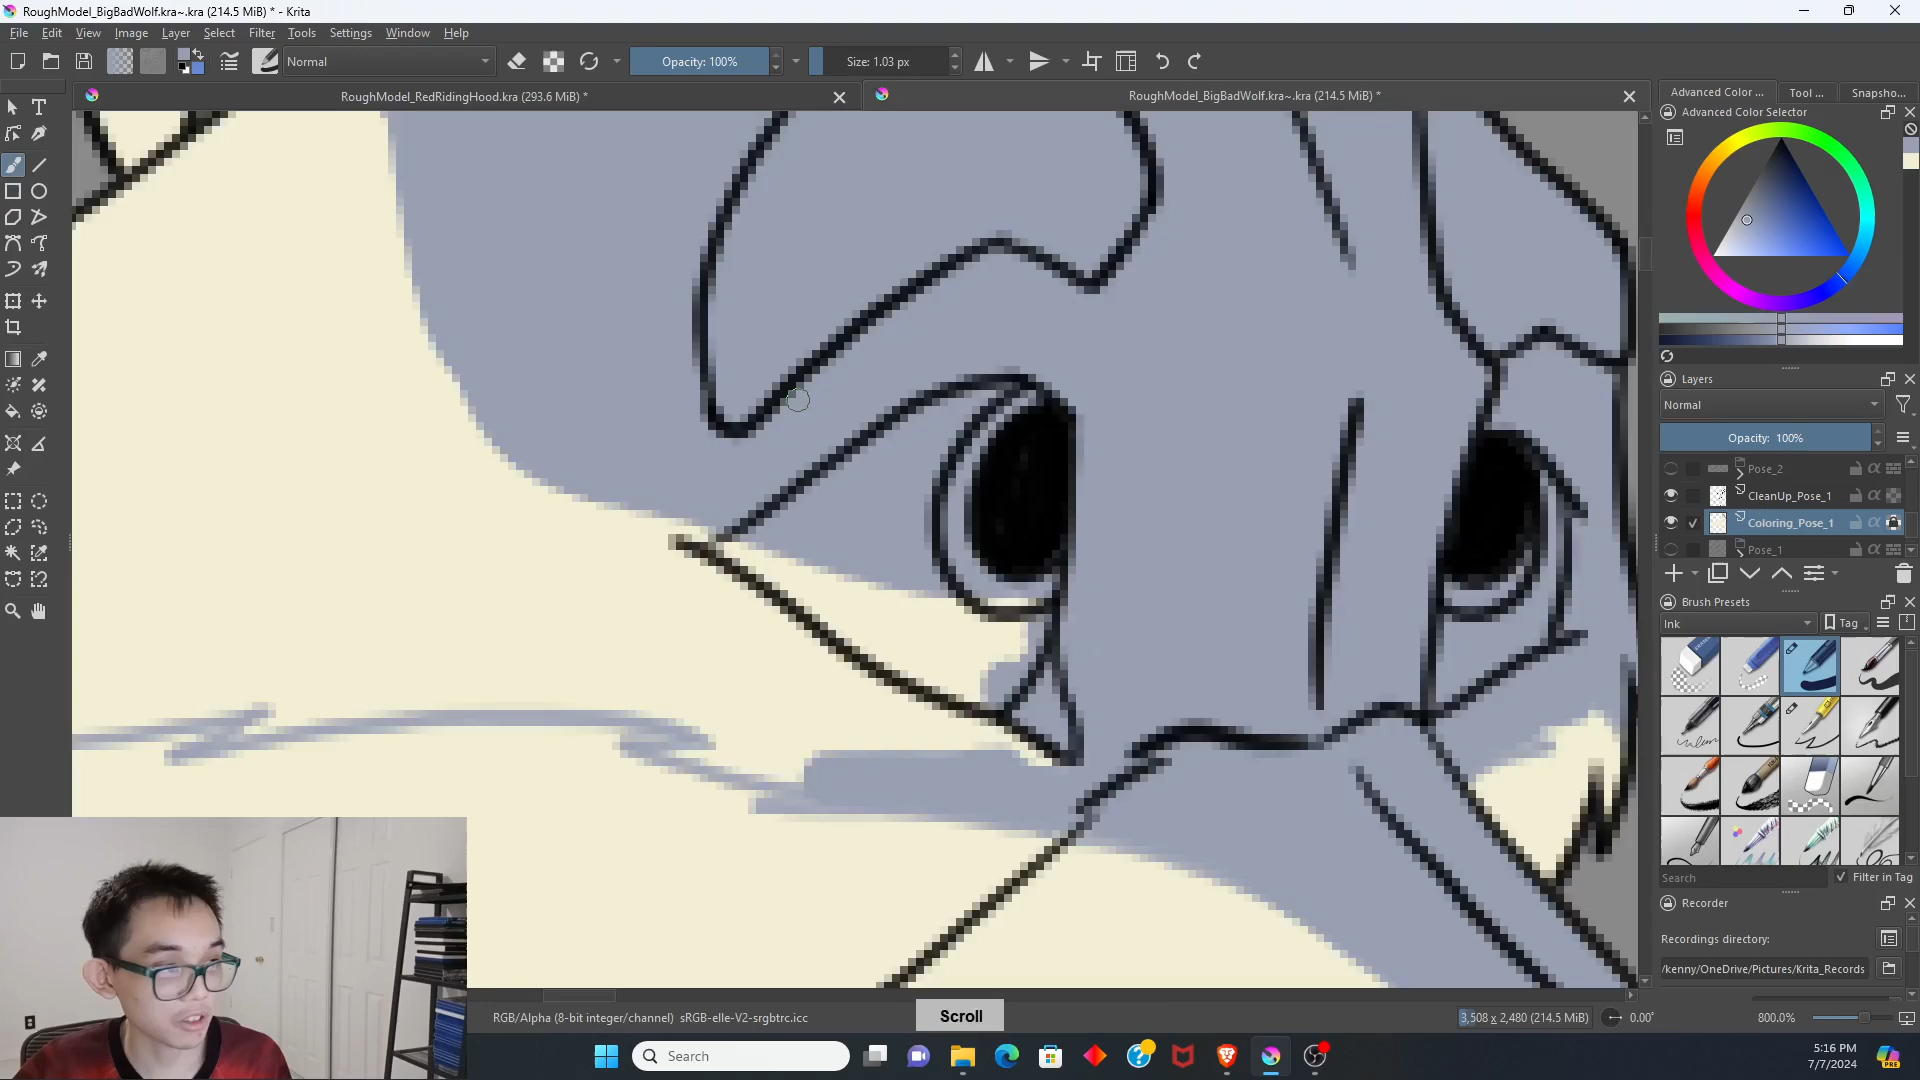 RoughModel_BigBadWolf.kra~.kra (214.5 MiB) * - Krita
File Edit View Image Layer Select Filter Tools Settings Window Help
Normal
Opacity: 100%
Size: 1.03 px
RoughModel_RedRidingHood.kra (293.6 MiB) *
RoughModel_BigBadWolf.kra~.kra (214.5 MiB) *
Advanced Color ...
Tool ...
Snapsho...
Advanced Color Selector
Layers
Normal
Opacity: 100%
Pose_2
CleanUp_Pose_1
Coloring_Pose_1
Pose_1
Brush Presets
Ink
Tag
Search
Filter in Tag
Recorder
Recordings directory:
/kenny/OneDrive/Pictures/Krita_Records
RGB/Alpha (8-bit integer/channel) sRGB-elle-V2-srgbtrc.icc
Scroll
3,508 x 2,480 (214.5 MiB)
0.00°
800.0%
Search
5:16 PM
7/7/2024
PRE